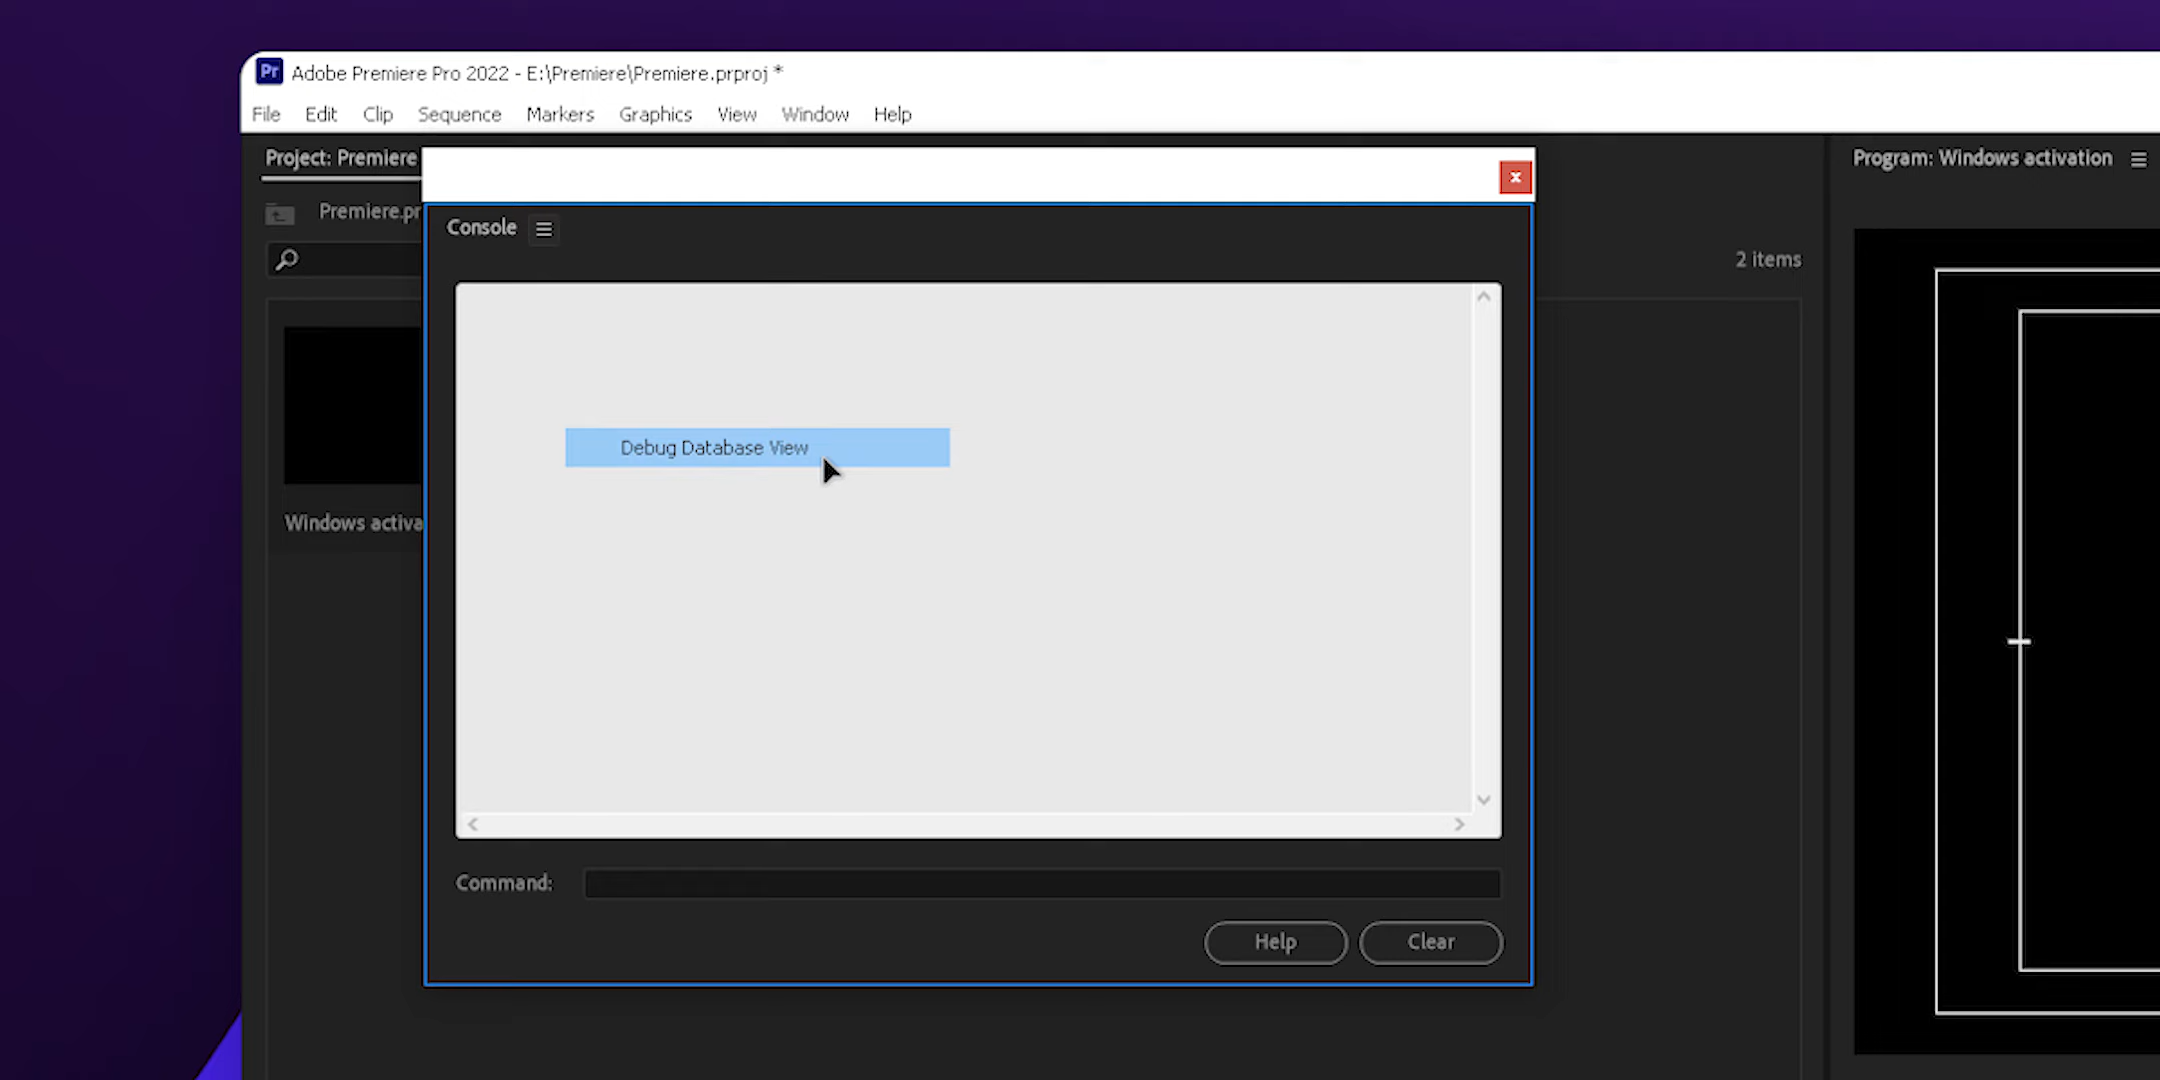 Pr Adobe Premiere Pro 2022 - E:\Premiere\Premiere.prproj *
File Edit Clip Sequence Markers Graphics View Window Help
Project: Premiere
Program: Windows activation
Premiere.pr
Console
2 items
Debug Database View
Windows activa
Command:
Help Clear